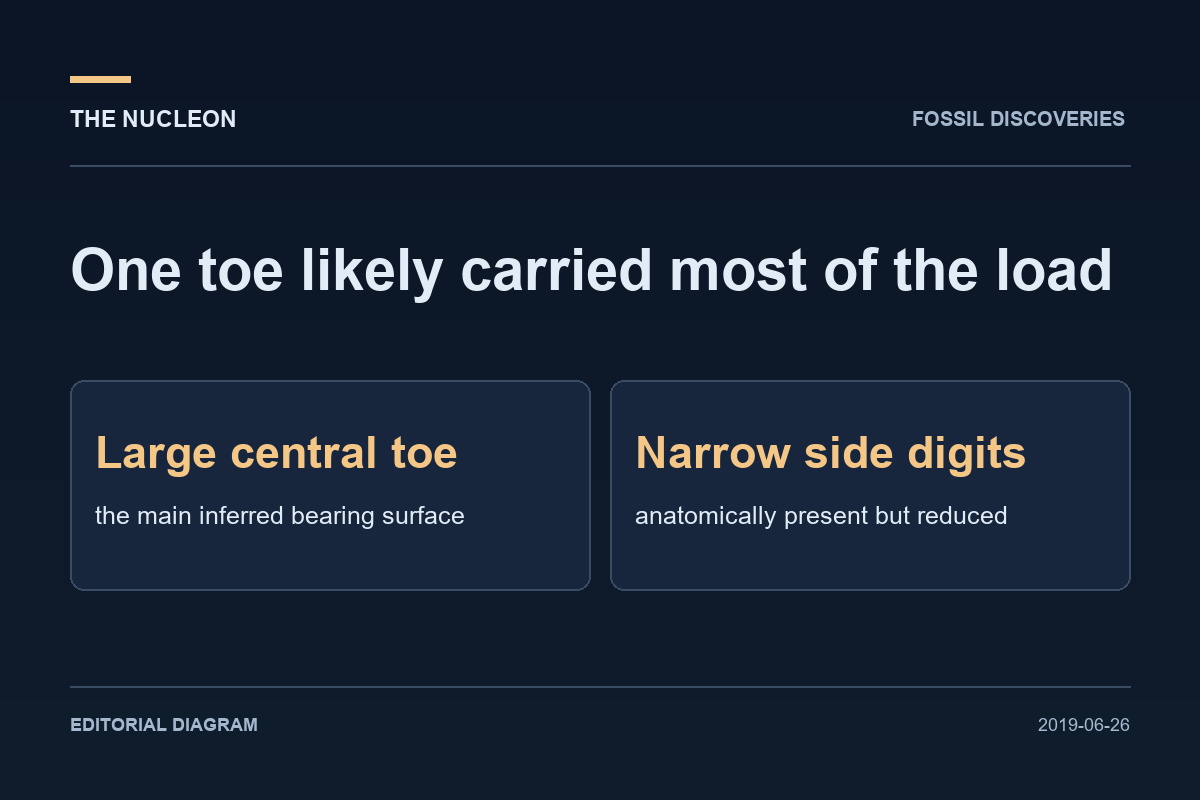 THE NUCLEON
FOSSIL DISCOVERIES
One toe likely carried most of the load
Large central toe
the main inferred bearing surface
Narrow side digits
anatomically present but reduced
EDITORIAL DIAGRAM
2019-06-26